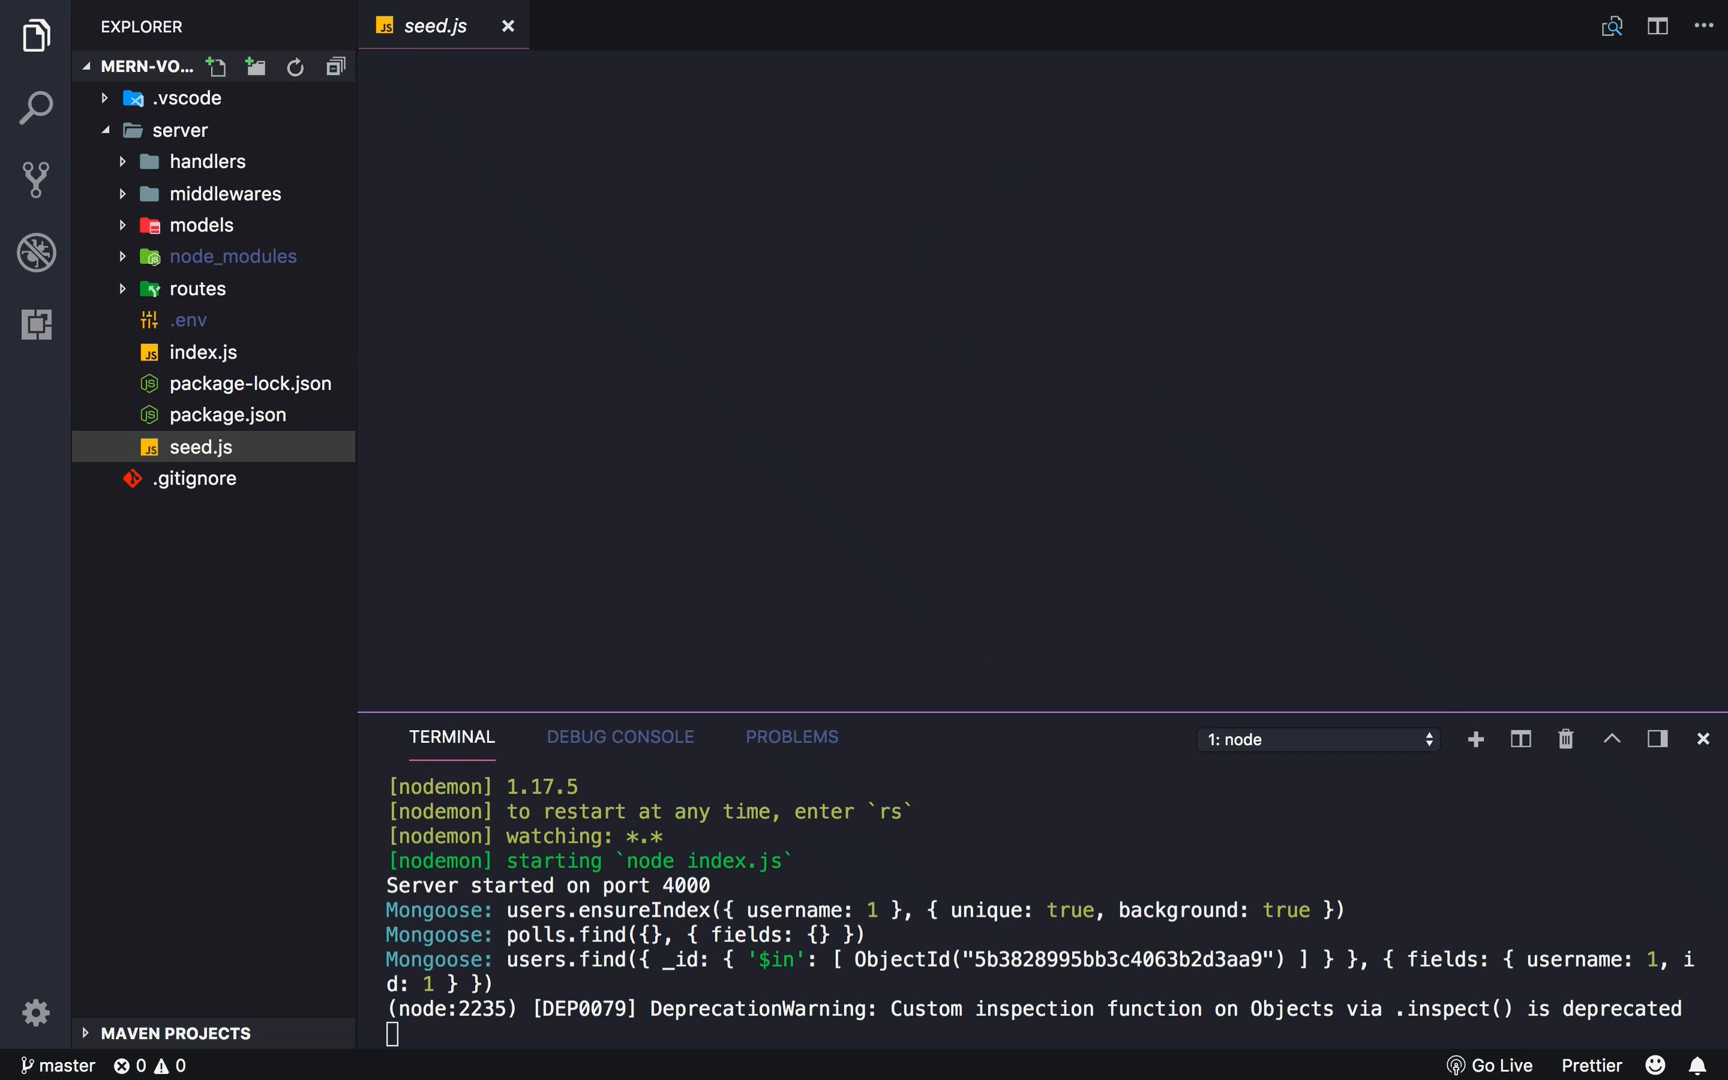 EXPLORER
seed.js
MERN-VO...
.vscode
server
handlers
middlewares
models
node_modules
routes
.env
index.js
package-lock.json
package.json
seed.js
.gitignore
MAVEN PROJECTS
TERMINAL
DEBUG CONSOLE
PROBLEMS
1: node
[nodemon] 1.17.5
[nodemon] to restart at any time, enter `rs`
[nodemon] watching: *.*
[nodemon] starting `node index.js`
Server started on port 4000
Mongoose: users.ensureIndex({ username: 1 }, { unique: true, background: true })
Mongoose: polls.find({}, { fields: {} })
Mongoose: users.find({ _id: { '$in': [ ObjectId("5b3828995bb3c4063b2d3aa9") ] } }, { fields: { username: 1, i
d: 1 } })
(node:2235) [DEP0079] DeprecationWarning: Custom inspection function on Objects via .inspect() is deprecated
master 0 0 Go Live Prettier